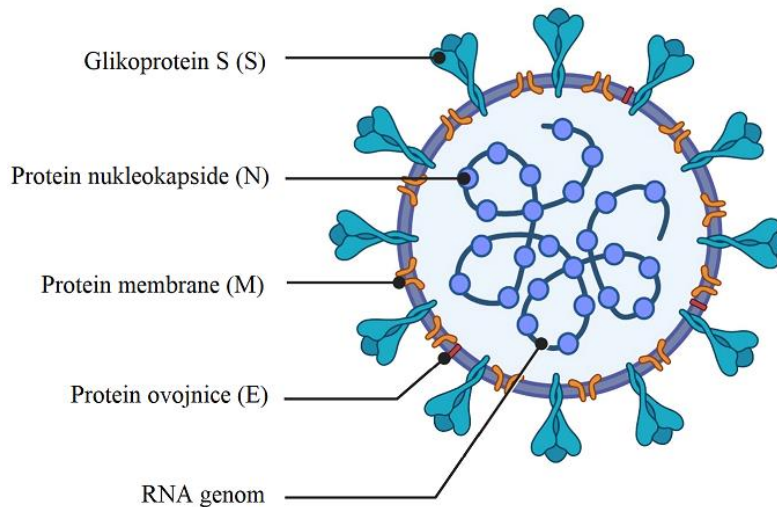 Glikoprotein S (S)
Protein nukleokapside (N)
Protein membrane (M)
Protein ovojnice (E)
RNA genom